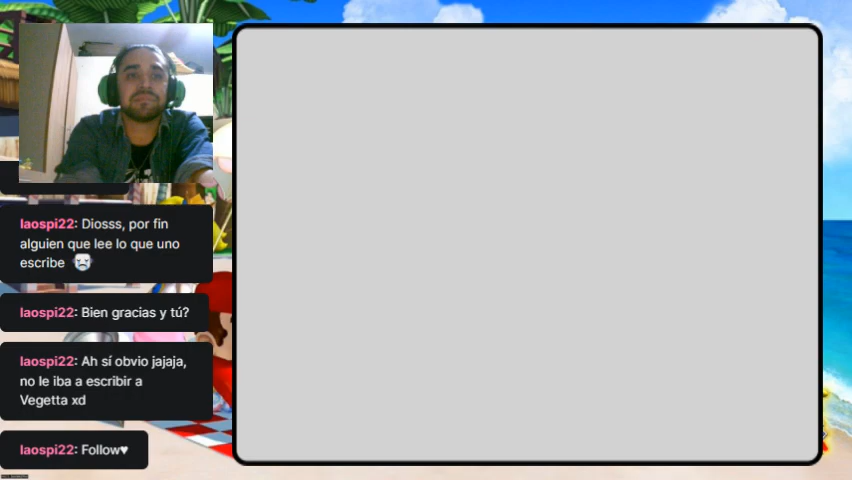 laospi22: Diosss, por fin
alguien que lee lo que uno
escribe
laospi22: Bien gracias y tú?
laospi22: Ah sí obvio jajaja,
no le iba a escribir a
Vegetta xd
laospi22: Follow♥